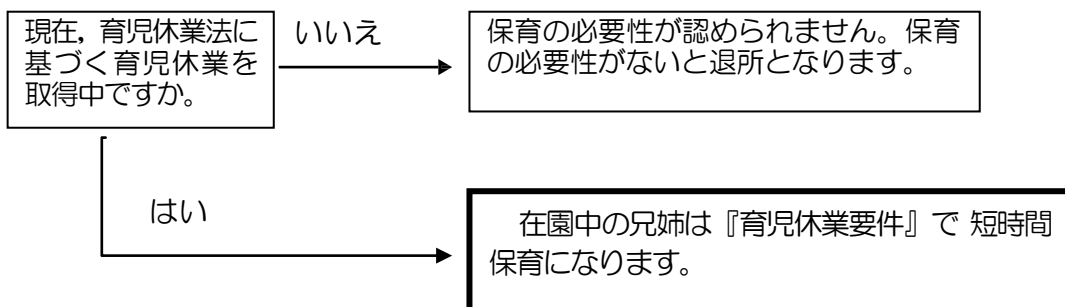 現在，育児休業法に
基づく育児休業を
取得中ですか。
いいえ
保育の必要性が認められません。保育
の必要性がないと退所となります。
はい
在園中の兄姉は『育児休業要件』で 短時間
保育になります。